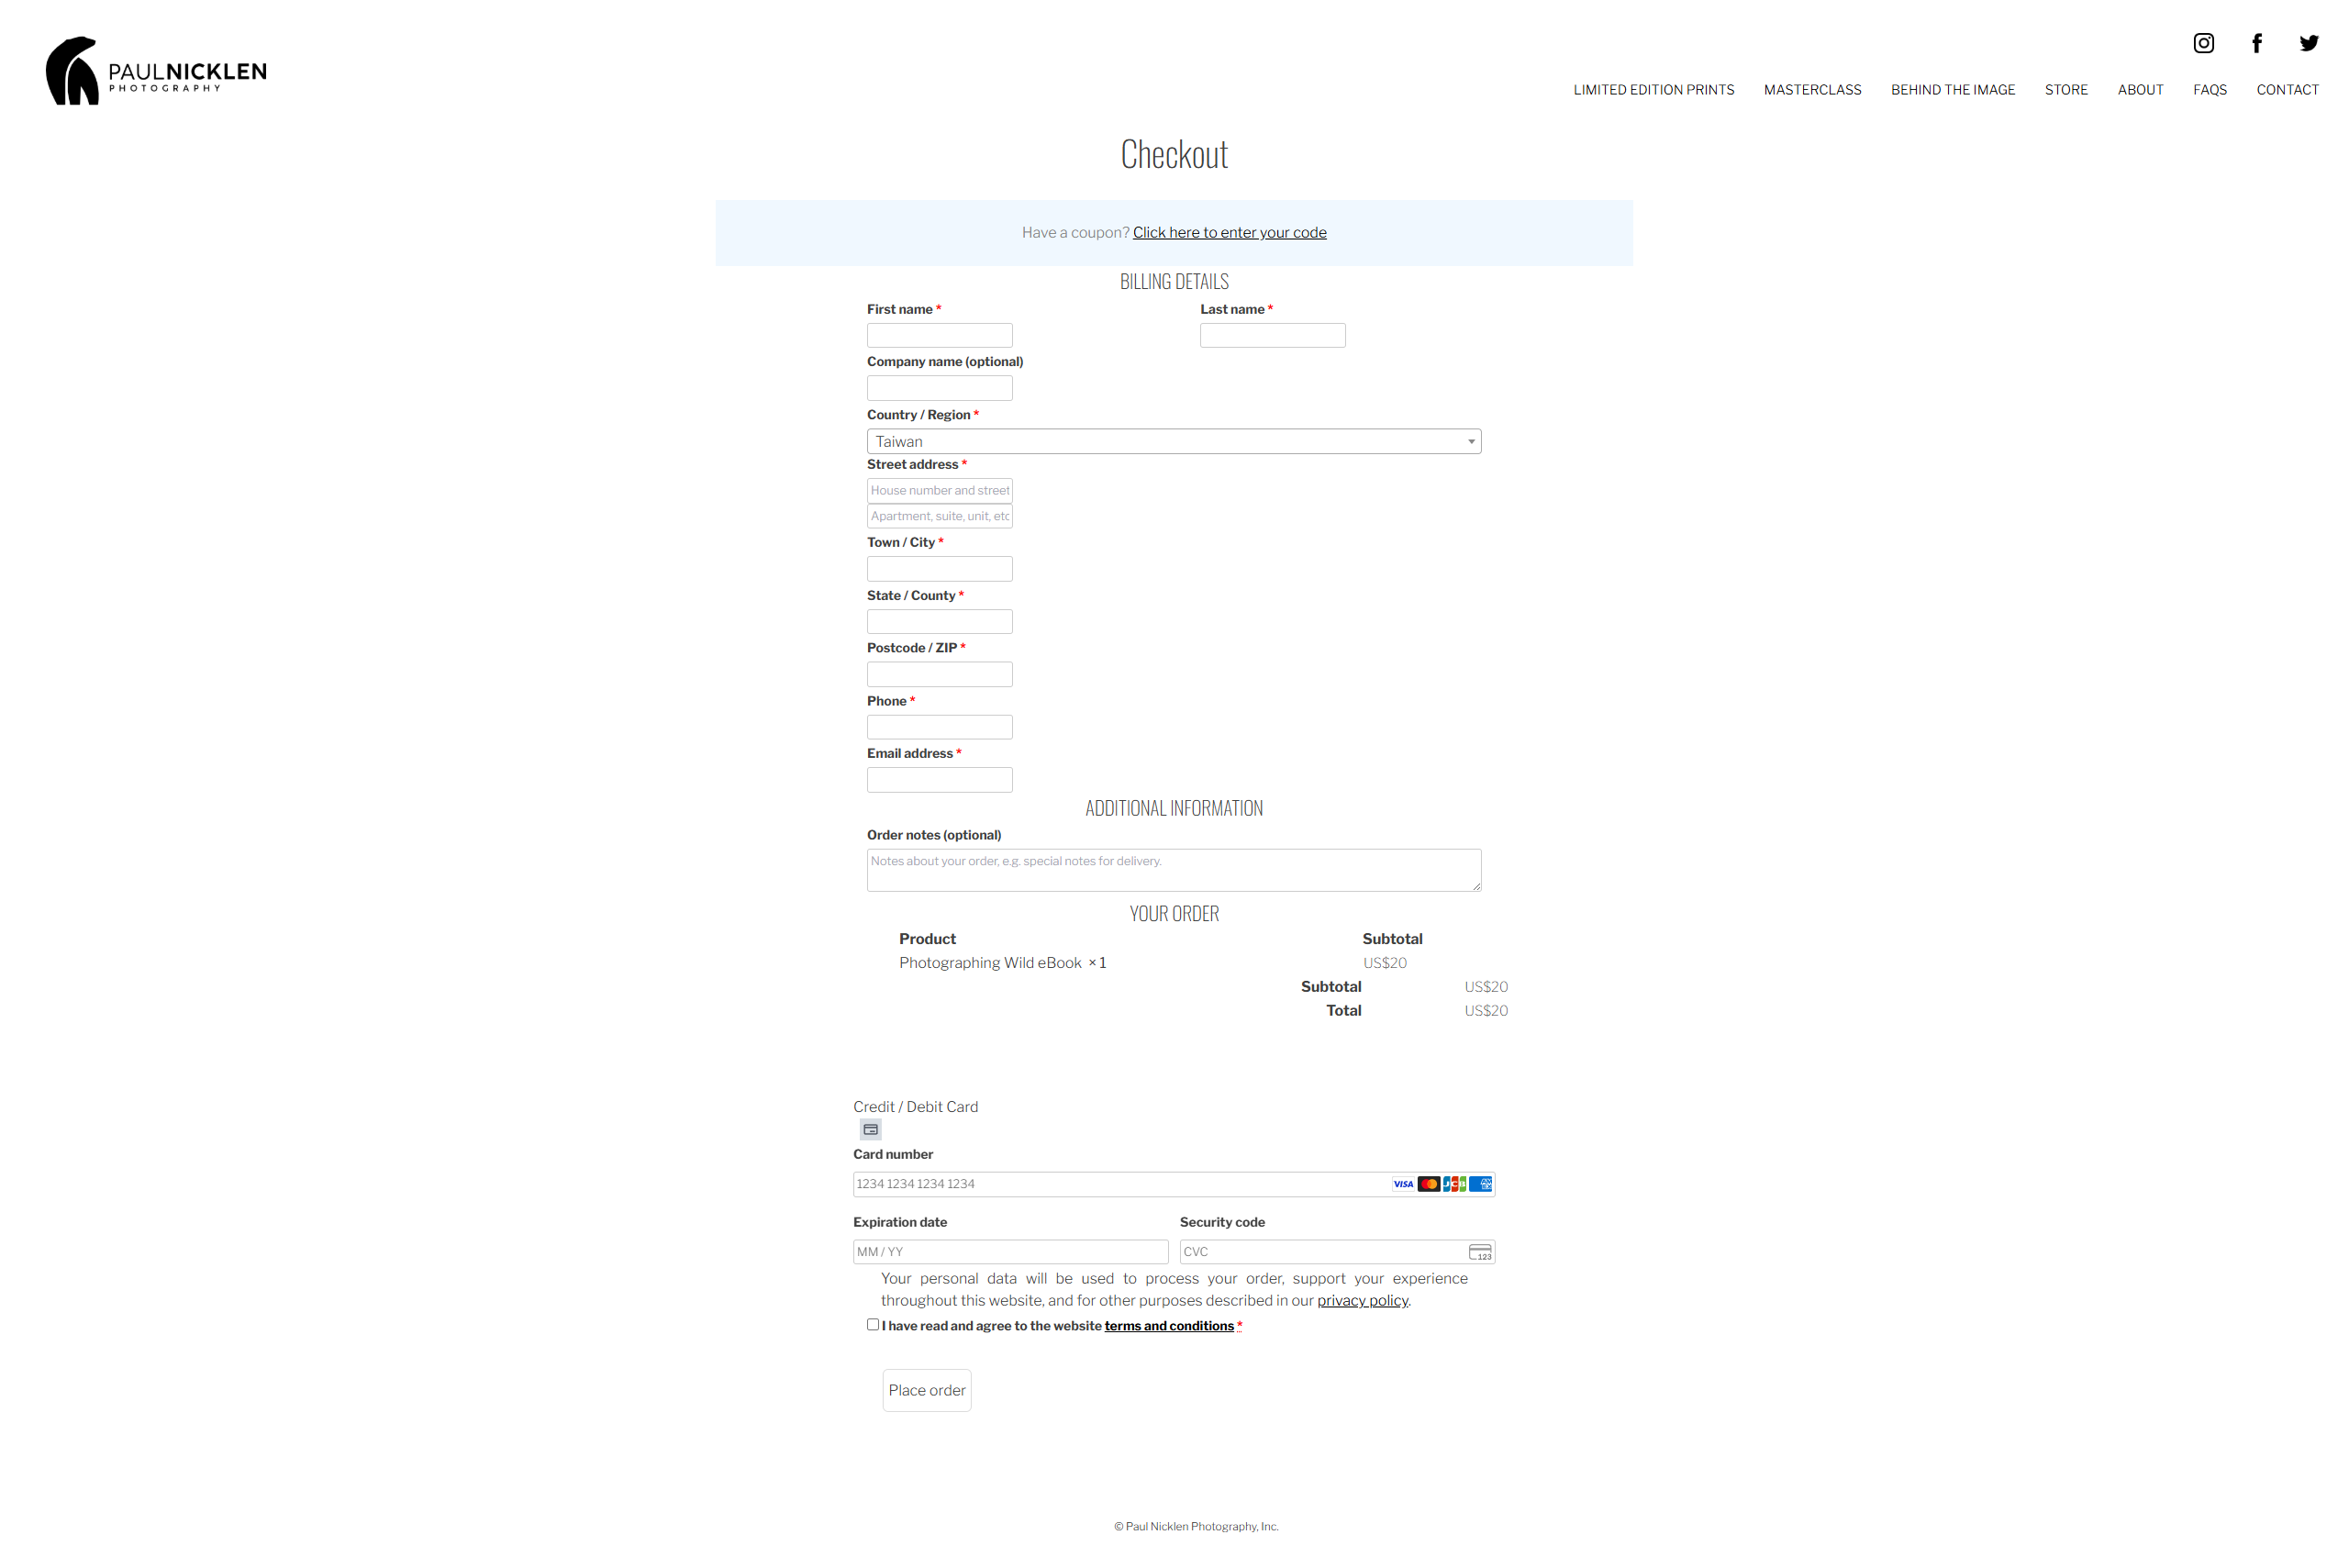 PAULNICKLEN
PHOTOGRAPHY
LIMITED EDITION PRINTS MASTERCLASS BEHIND THE IMAGE STORE ABOUT FAQS CONTACT
Checkout
Have a coupon? Click here to enter your code
BILLING DETAILS
First name * Last name *
Company name (optional)
Country / Region *
Taiwan
Street address *
House number and street
Apartment, suite, unit, etc
Town / City *
State / County *
Postcode / ZIP *
Phone *
Email address *
ADDITIONAL INFORMATION
Order notes (optional)
Notes about your order, e.g. special notes for delivery.
YOUR ORDER
Product Subtotal
Photographing Wild eBook × 1 US$20
Subtotal US$20
Total US$20
Credit / Debit Card
Card number
1234 1234 1234 1234 VISA JCB AM EX
Expiration date Security code
MM / YY CVC 123
Your personal data will be used to process your order, support your experience
throughout this website, and for other purposes described in our privacy policy.
I have read and agree to the website terms and conditions *
Place order
© Paul Nicklen Photography, Inc.